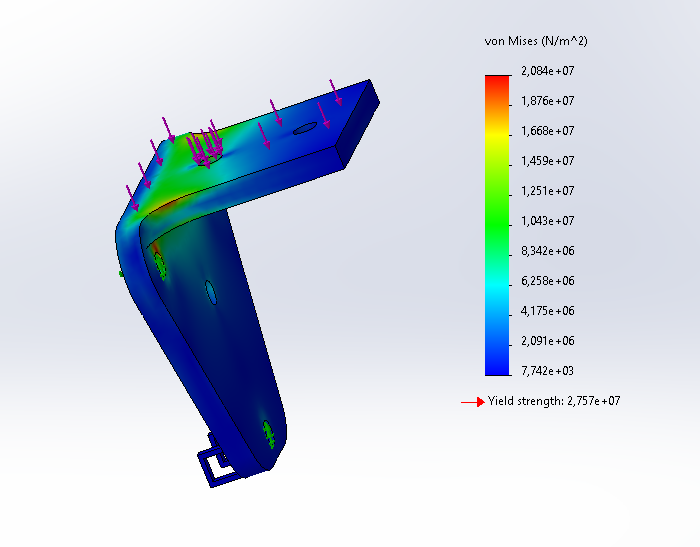 von Mises (N/m^2)
2,084e+07
1,876e+07
1,668e+07
1,459e+07
1,251e+07
1,043e+07
8,342e+06
6,258e+06
4,175e+06
2,091e+06
7,742e+03
Yield strength: 2,757e+07